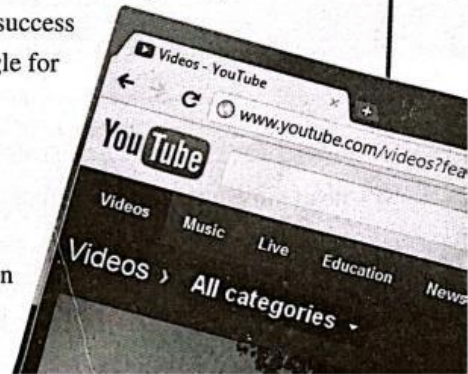 success
gle for
n
Videos - YouTube
www.youtube.com/videos?fea
YouTube
Videos Music Live Education News
Videos › All categories